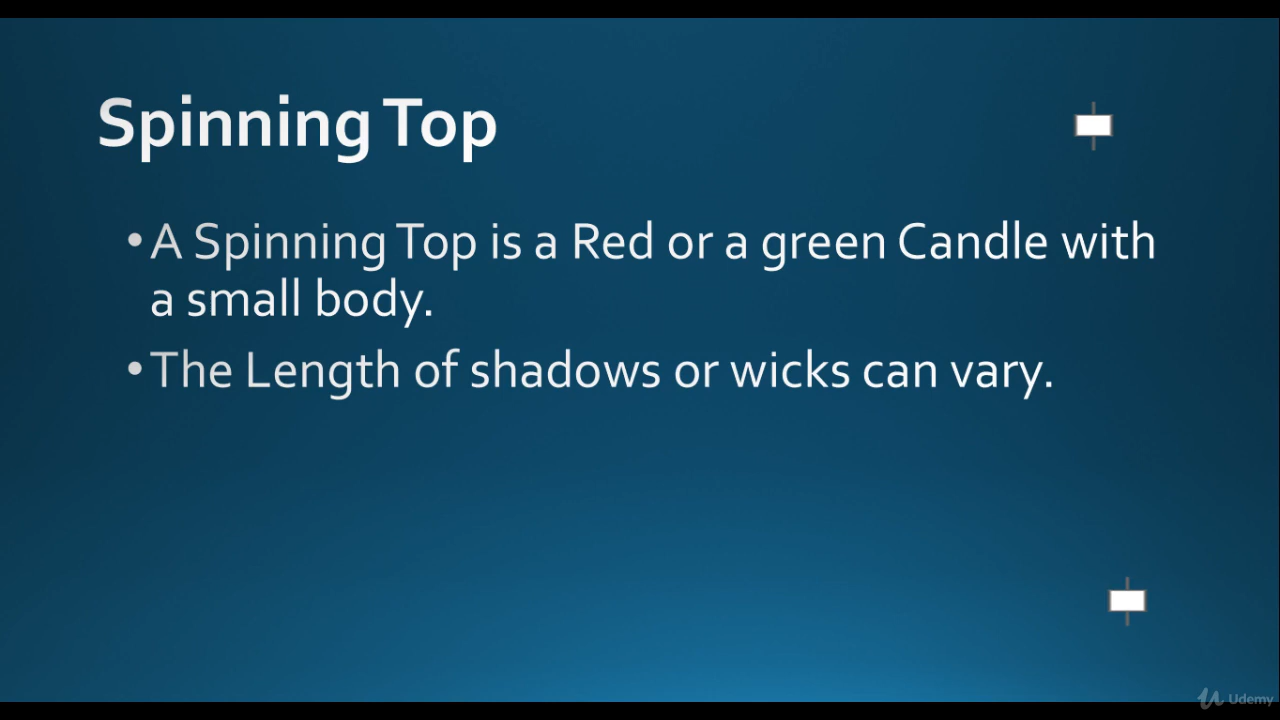 Spinning Top
•A Spinning Top is a Red or a green Candle with
a small body.
•The Length of shadows or wicks can vary.
Udemy